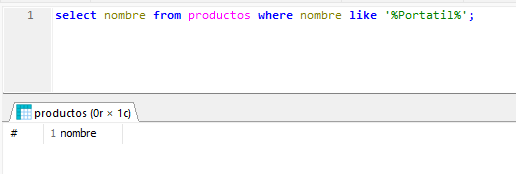 1 select nombre from productos where nombre like '%Portatil%';
productos (0r × 1c)
# 1 nombre